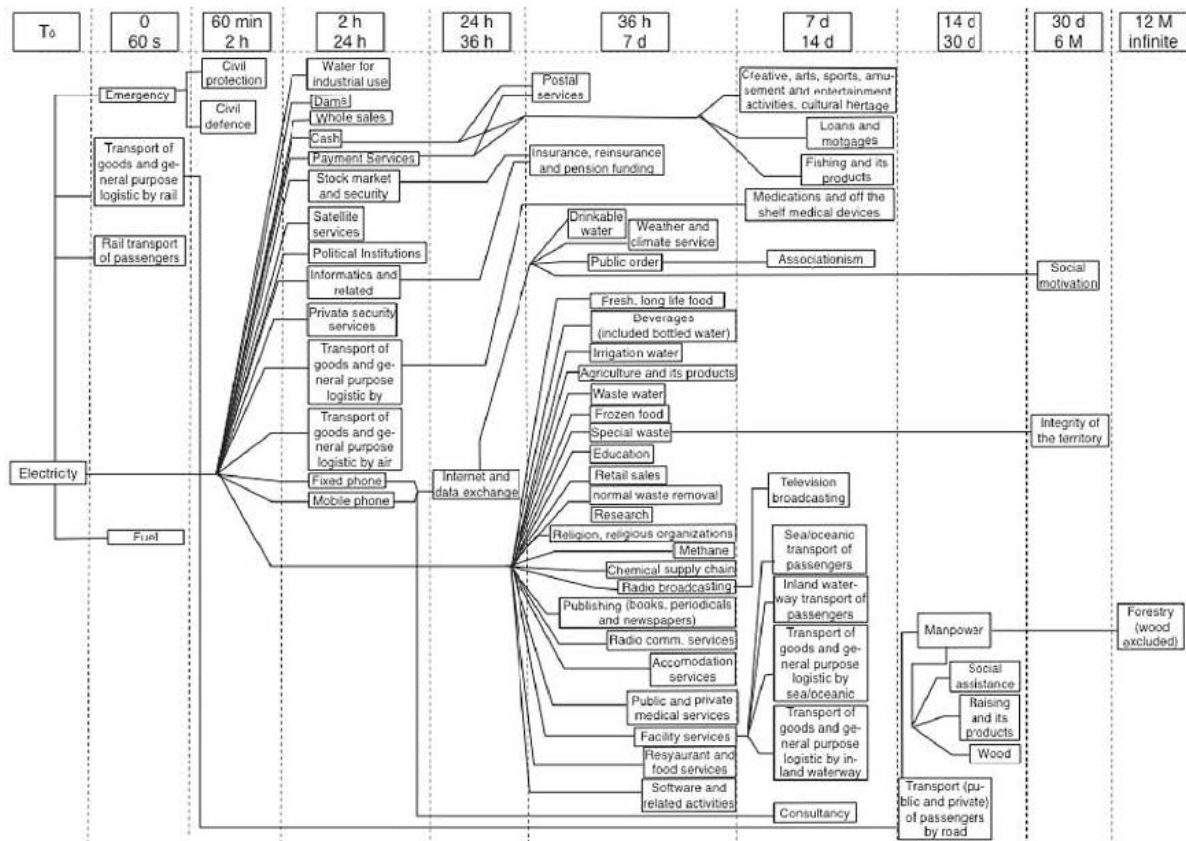 T₀
0
60 s
60 min
2 h
2 h
24 h
24 h
36 h
36 h
7 d
7 d
14 d
14 d
30 d
30 d
6 M
12 M
infinite
Electricity
Emergency
Transport of
goods and ge-
neral purpose
logistic by rail
Rail transport
of passengers
Fuel
Civil
protection
Civil
defence
Water for
industrial use
Dams
Whole sales
Cash
Payment Services
Stock market
and security
Satellite
services
Political Institutions
Informatics and
related
Private security
services
Transport of
goods and ge-
neral purpose
logistic by
Transport of
goods and ge-
neral purpose
logistic by air
Fixed phone
Mobile phone
Internet and
data exchange
Postal
services
Insurance, reinsurance
and pension funding
Drinkable
water
Weather and
climate service
Public order
Fresh, long life food
Beverages
(included bottled water)
Irrigation water
Agriculture and its products
Waste water
Frozen food
Special waste
Education
Retail sales
normal waste removal
Research
Religion, religious organizations
Methane
Chemical supply chain
Radio broadcasting
Publishing (books, periodicals
and newspapers)
Radio comm. services
Accomodation
services
Public and private
medical services
Facility services
Resyaurant and
food services
Software and
related activities
Creative, arts, sports, amu-
sement and entertainment
activities, cultural hertage
Loans and
motgages
Fishing and its
products
Medications and off the
shelf medical devices
Associationism
Television
broadcasting
Sea/oceanic
transport of
passengers
Inland water-
way transport of
passengers
Transport of
goods and ge-
neral purpose
logistic by
sea/oceanic
Transport of
goods and ge-
neral purpose
logistic by in-
land waterway
Consultancy
Manpower
Social
assistance
Raising
and its
products
Wood
Transport (pu-
blic and private)
of passengers
by road
Social
motivation
Integrity of
the territory
Forestry
(wood
excluded)